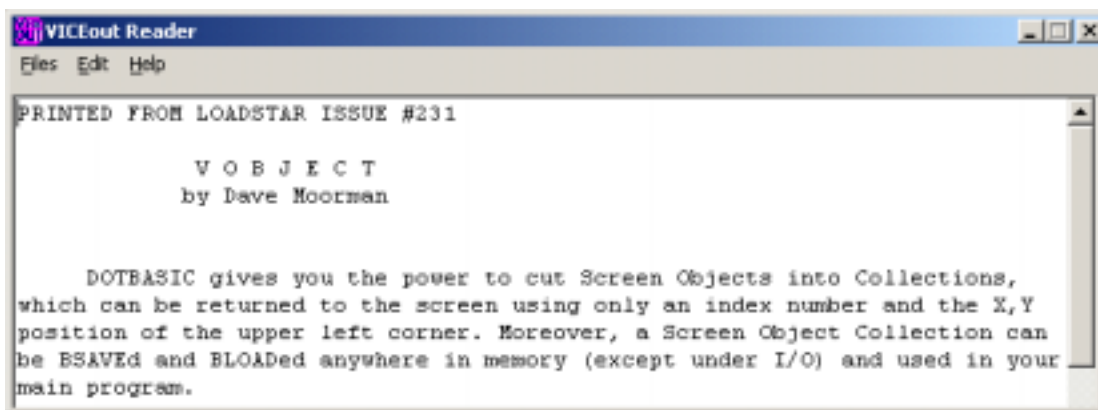 VICEout Reader
Files Edit Help
PRINTED FROM LOADSTAR ISSUE #231
V O B J E C T
by Dave Moorman
DOTBASIC gives you the power to cut Screen Objects into Collections,
which can be returned to the screen using only an index number and the X,Y
position of the upper left corner. Moreover, a Screen Object Collection can
be BSAVEd and BLOADed anywhere in memory (except under I/O) and used in your
main program.